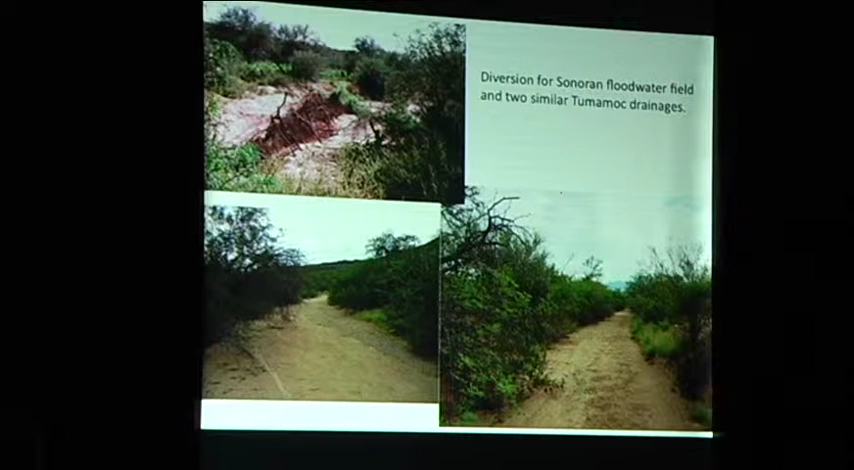 Diversion for Sonoran floodwater field
and two similar Tumamoc drainages.